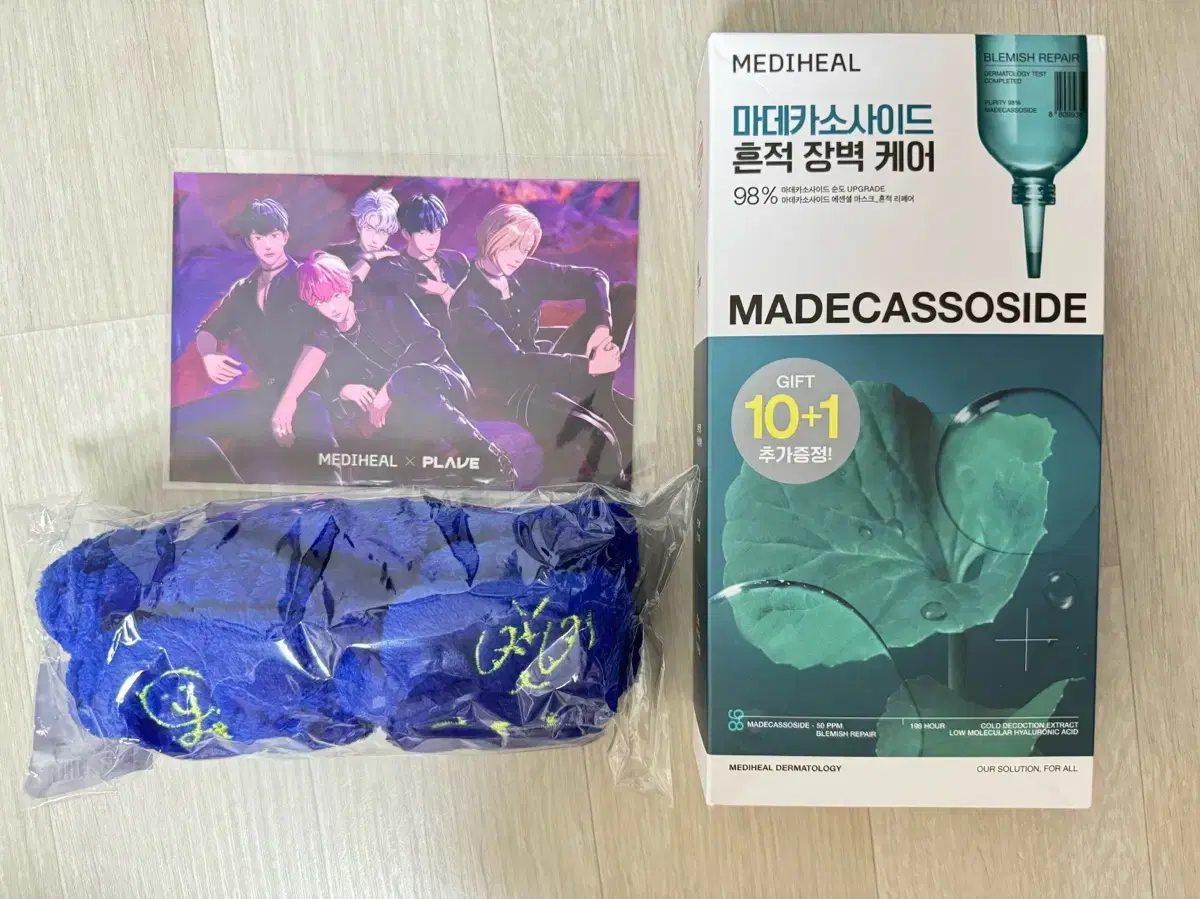 MEDIHEAL × PLAVE
MEDIHEAL
마데카소사이드
흔적 장벽 케어
98% 마데카소사이드 순도 UPGRADE
마데카소사이드 에센셜 마스크_흔적 리페어
BLEMISH REPAIR
DERMATOLOGY TEST
COMPLETED
PURITY 98%
MADECASSOSIDE
MADECASSOSIDE
GIFT
10+1
추가증정!
98
MADECASSOSIDE - 50 PPM
BLEMISH REPAIR
196 HOUR
COLD DECOCTION EXTRACT
LOW MOLECULAR HYALURONIC ACID
MEDIHEAL DERMATOLOGY
OUR SOLUTION, FOR ALL